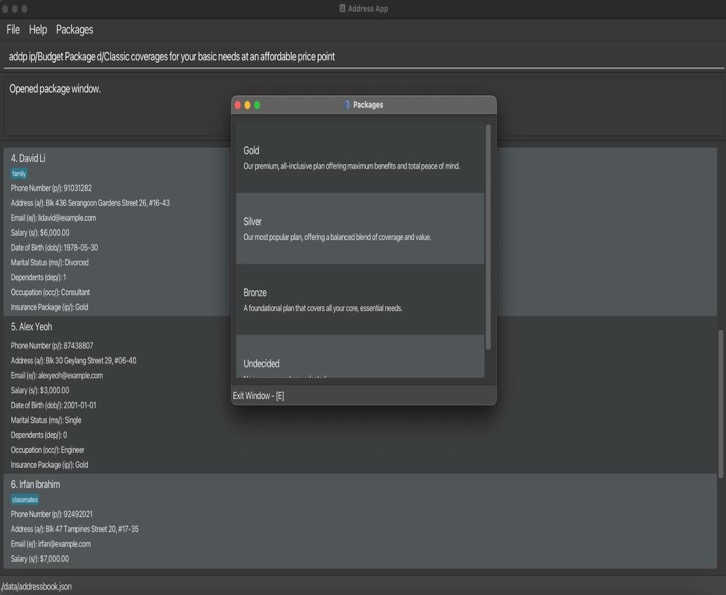 Address App
File Help Packages
addp ip/Budget Package d/Classic coverages for your basic needs at an affordable price point
Opened package window.
4. David Li
family
Phone Number (p/): 91031282
Address (a/): Blk 436 Serangoon Gardens Street 26, #16-43
Email (e/): lidavid@example.com
Salary (s/): $6,000.00
Date of Birth (dob/): 1978-05-30
Marital Status (ms/): Divorced
Dependents (dep/): 1
Occupation (occ/): Consultant
Insurance Package (ip/): Gold
5. Alex Yeoh
Phone Number (p/): 87438807
Address (a/): Blk 30 Geylang Street 29, #06-40
Email (e/): alexyeoh@example.com
Salary (s/): $3,000.00
Date of Birth (dob/): 2001-01-01
Marital Status (ms/): Single
Dependents (dep/): 0
Occupation (occ/): Engineer
Insurance Package (ip/): Gold
6. Irfan Ibrahim
classmates
Phone Number (p/): 92492021
Address (a/): Blk 47 Tampines Street 20, #17-35
Email (e/): irfan@example.com
Salary (s/): $7,000.00
Packages
Gold
Our premium, all-inclusive plan offering maximum benefits and total peace of mind.
Silver
Our most popular plan, offering a balanced blend of coverage and value.
Bronze
A foundational plan that covers all your core, essential needs.
Undecided
Exit Window - [E]
/data/addressbook.json